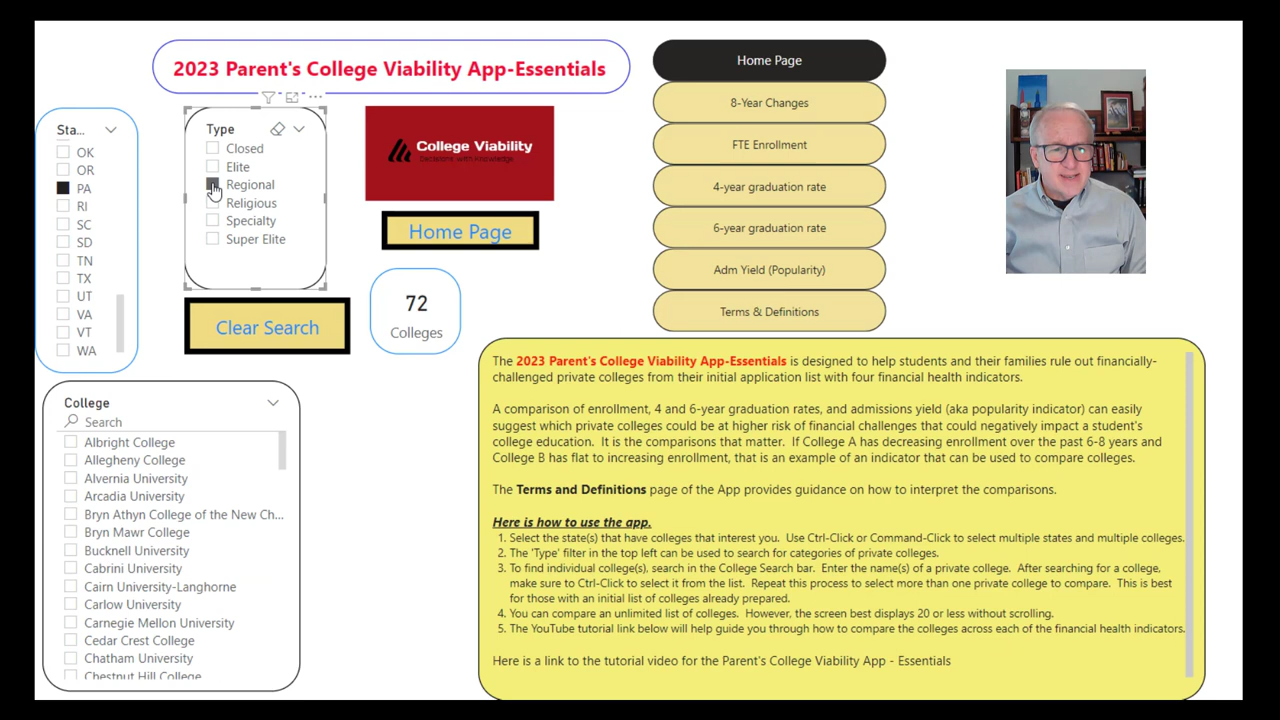 2023 Parent's College Viability App-Essentials
Sta...
OK
OR
PA
RI
SC
SD
TN
TX
UT
VA
VT
WA
Type
Closed
Elite
Regional
Religious
Specialty
Super Elite
Clear Search
College Viability
Decisions with Knowledge
Home Page
72
Colleges
Home Page
8-Year Changes
FTE Enrollment
4-year graduation rate
6-year graduation rate
Adm Yield (Popularity)
Terms & Definitions
College
Search
Albright College
Allegheny College
Alvernia University
Arcadia University
Bryn Athyn College of the New Ch...
Bryn Mawr College
Bucknell University
Cabrini University
Cairn University-Langhorne
Carlow University
Carnegie Mellon University
Cedar Crest College
Chatham University
Chestnut Hill College
The 2023 Parent's College Viability App-Essentials is designed to help students and their families rule out financially-
challenged private colleges from their initial application list with four financial health indicators.
A comparison of enrollment, 4 and 6-year graduation rates, and admissions yield (aka popularity indicator) can easily
suggest which private colleges could be at higher risk of financial challenges that could negatively impact a student's
college education. It is the comparisons that matter. If College A has decreasing enrollment over the past 6-8 years and
College B has flat to increasing enrollment, that is an example of an indicator that can be used to compare colleges.
The Terms and Definitions page of the App provides guidance on how to interpret the comparisons.
Here is how to use the app.
1. Select the state(s) that have colleges that interest you. Use Ctrl-Click or Command-Click to select multiple states and multiple colleges.
2. The 'Type' filter in the top left can be used to search for categories of private colleges.
3. To find individual college(s), search in the College Search bar. Enter the name(s) of a private college. After searching for a college,
make sure to Ctrl-Click to select it from the list. Repeat this process to select more than one private college to compare. This is best
for those with an initial list of colleges already prepared.
4. You can compare an unlimited list of colleges. However, the screen best displays 20 or less without scrolling.
5. The YouTube tutorial link below will help guide you through how to compare the colleges across each of the financial health indicators.
Here is a link to the tutorial video for the Parent's College Viability App - Essentials